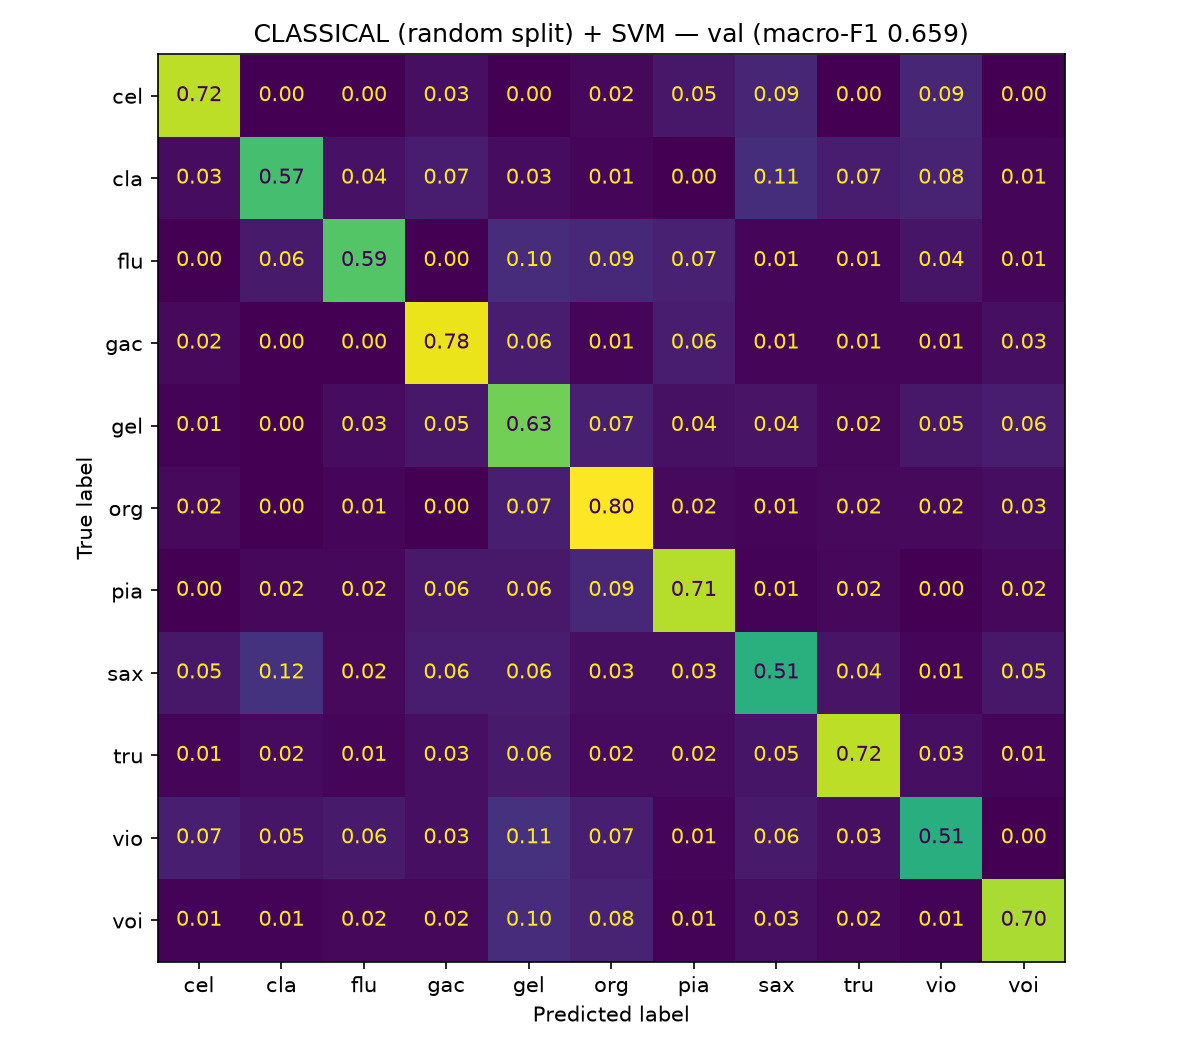 CLASSICAL (random split) + SVM — val (macro-F1 0.659)
cel 0.72 0.00 0.00 0.03 0.00 0.02 0.05 0.09 0.00 0.09 0.00
cla 0.03 0.57 0.04 0.07 0.03 0.01 0.00 0.11 0.07 0.08 0.01
flu 0.00 0.06 0.59 0.00 0.10 0.09 0.07 0.01 0.01 0.04 0.01
gac 0.02 0.00 0.00 0.78 0.06 0.01 0.06 0.01 0.01 0.01 0.03
gel 0.01 0.00 0.03 0.05 0.63 0.07 0.04 0.04 0.02 0.05 0.06
org 0.02 0.00 0.01 0.00 0.07 0.80 0.02 0.01 0.02 0.02 0.03
pia 0.00 0.02 0.02 0.06 0.06 0.09 0.71 0.01 0.02 0.00 0.02
sax 0.05 0.12 0.02 0.06 0.06 0.03 0.03 0.51 0.04 0.01 0.05
tru 0.01 0.02 0.01 0.03 0.06 0.02 0.02 0.05 0.72 0.03 0.01
vio 0.07 0.05 0.06 0.03 0.11 0.07 0.01 0.06 0.03 0.51 0.00
voi 0.01 0.01 0.02 0.02 0.10 0.08 0.01 0.03 0.02 0.01 0.70
cel cla flu gac gel org pia sax tru vio voi
Predicted label
True label